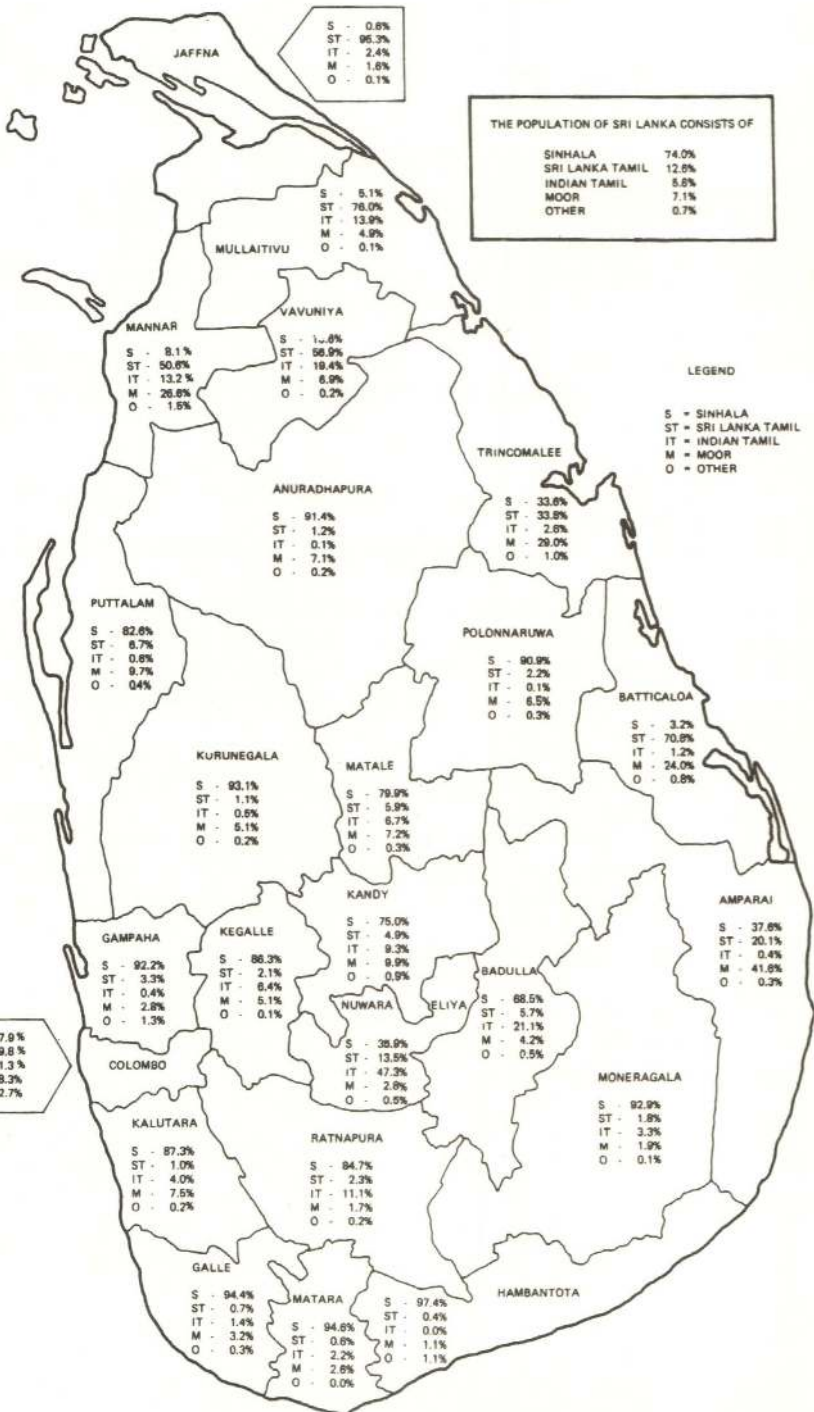 JAFFNA
S - 0.6%
ST - 95.3%
IT - 2.4%
M - 1.6%
O - 0.1%
THE POPULATION OF SRI LANKA CONSISTS OF
SINHALA 74.0%
SRI LANKA TAMIL 12.6%
INDIAN TAMIL 5.6%
MOOR 7.1%
OTHER 0.7%
MULLAITIVU
S - 5.1%
ST - 76.0%
IT - 13.9%
M - 4.9%
O - 0.1%
MANNAR
S - 8.1%
ST - 50.6%
IT - 13.2%
M - 26.6%
O - 1.5%
VAVUNIYA
S - .6%
ST - 56.9%
IT - 19.4%
M - 6.9%
O - 0.2%
LEGEND
S = SINHALA
ST = SRI LANKA TAMIL
IT = INDIAN TAMIL
M = MOOR
O = OTHER
TRINCOMALEE
S - 33.6%
ST - 33.8%
IT - 2.6%
M - 29.0%
O - 1.0%
ANURADHAPURA
S - 91.4%
ST - 1.2%
IT - 0.1%
M - 7.1%
O - 0.2%
PUTTALAM
S - 82.6%
ST - 6.7%
IT - 0.6%
M - 9.7%
O - 0.4%
POLONNARUWA
S - 90.9%
ST - 2.2%
IT - 0.1%
M - 6.5%
O - 0.3%
BATTICALOA
S - 3.2%
ST - 70.8%
IT - 1.2%
M - 24.0%
O - 0.8%
KURUNEGALA
S - 93.1%
ST - 1.1%
IT - 0.5%
M - 5.1%
O - 0.2%
MATALE
S - 79.9%
ST - 5.9%
IT - 6.7%
M - 7.2%
O - 0.3%
KANDY
S - 75.0%
ST - 4.9%
IT - 9.3%
M - 9.9%
O - 0.9%
AMPARAI
S - 37.6%
ST - 20.1%
IT - 0.4%
M - 41.6%
O - 0.3%
GAMPAHA
S - 92.2%
ST - 3.3%
IT - 0.4%
M - 2.8%
O - 1.3%
KEGALLE
S - 86.3%
ST - 2.1%
IT - 6.4%
M - 5.1%
O - 0.1%
NUWARA ELIYA
S - 35.9%
ST - 13.5%
IT - 47.3%
M - 2.8%
O - 0.5%
BADULLA
S - 68.5%
ST - 5.7%
IT - 21.1%
M - 4.2%
O - 0.5%
7.9%
9.8%
1.3%
8.3%
2.7%
COLOMBO
MONERAGALA
S - 92.9%
ST - 1.8%
IT - 3.3%
M - 1.9%
O - 0.1%
KALUTARA
S - 87.3%
ST - 1.0%
IT - 4.0%
M - 7.5%
O - 0.2%
RATNAPURA
S - 84.7%
ST - 2.3%
IT - 11.1%
M - 1.7%
O - 0.2%
GALLE
S - 94.4%
ST - 0.7%
IT - 1.4%
M - 3.2%
O - 0.3%
MATARA
S - 94.6%
ST - 0.6%
IT - 2.2%
M - 2.6%
O - 0.0%
HAMBANTOTA
S - 97.4%
ST - 0.4%
IT - 0.0%
M - 1.1%
O - 1.1%